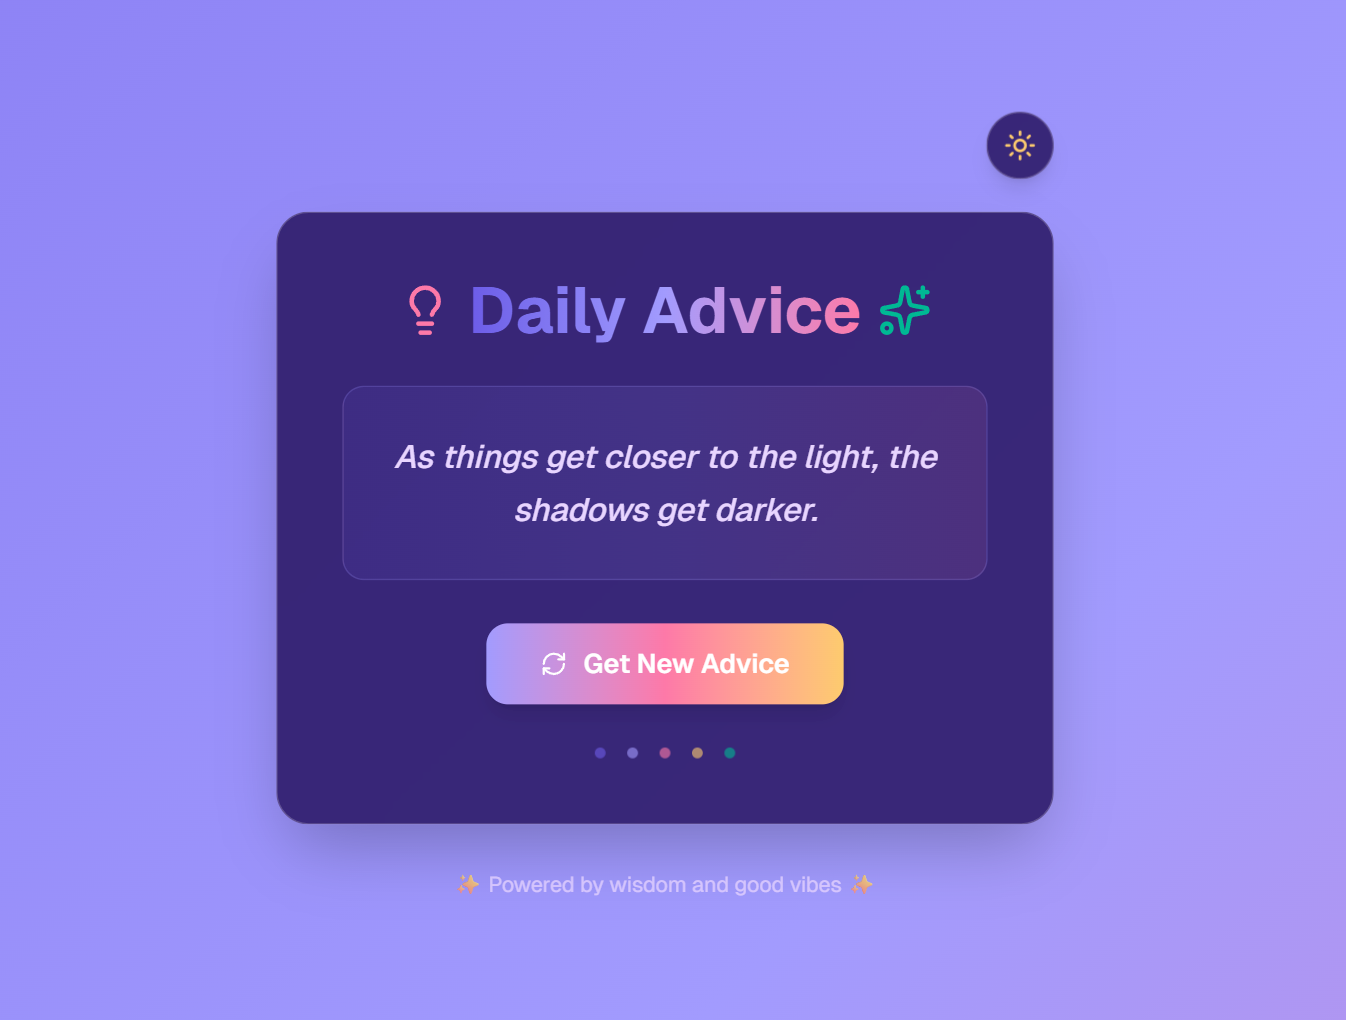 Daily Advice
As things get closer to the light, the
shadows get darker.
Get New Advice
✨ Powered by wisdom and good vibes ✨